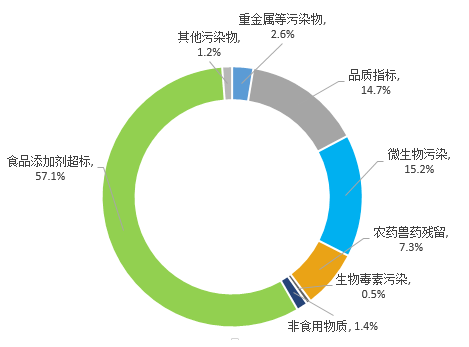 重金属等污染物,
2.6%
其他污染物,
1.2%
品质指标,
14.7%
微生物污染,
15.2%
食品添加剂超标,
57.1%
农药兽药残留,
7.3%
生物毒素污染,
0.5%
非食用物质, 1.4%